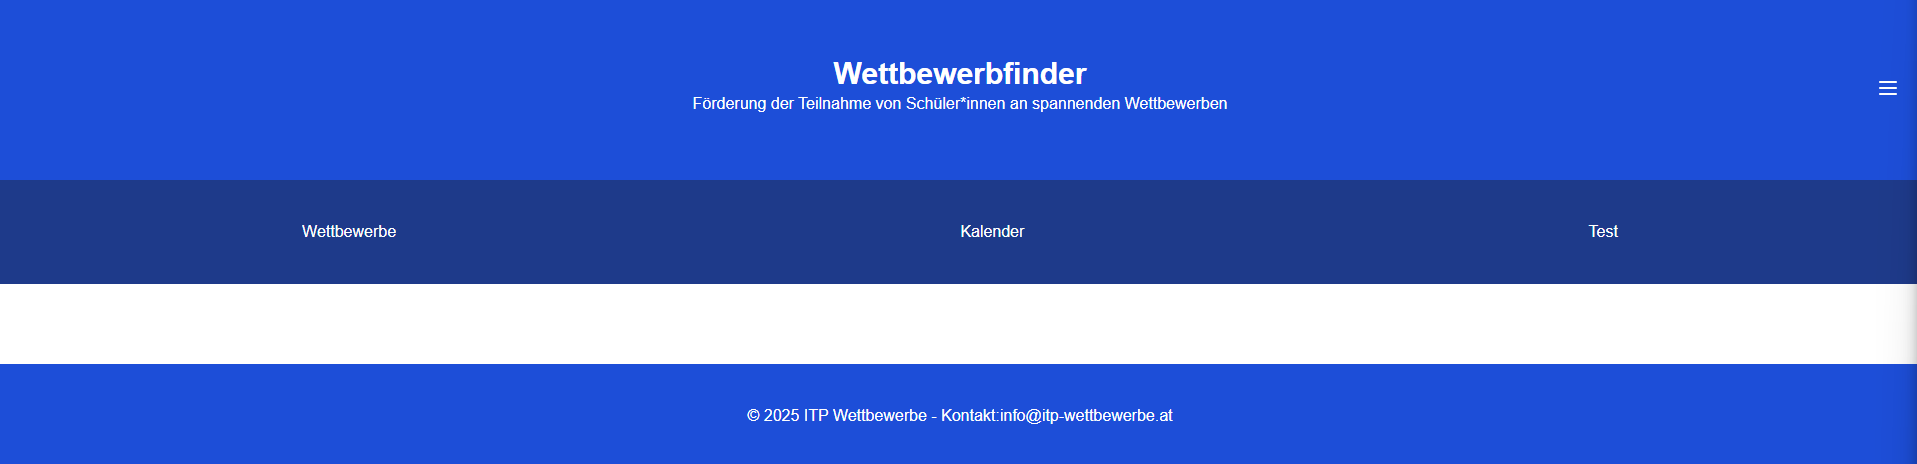 Wettbewerbfinder
Förderung der Teilnahme von Schüler*innen an spannenden Wettbewerben
Wettbewerbe
Kalender
Test
© 2025 ITP Wettbewerbe - Kontakt:info@itp-wettbewerbe.at